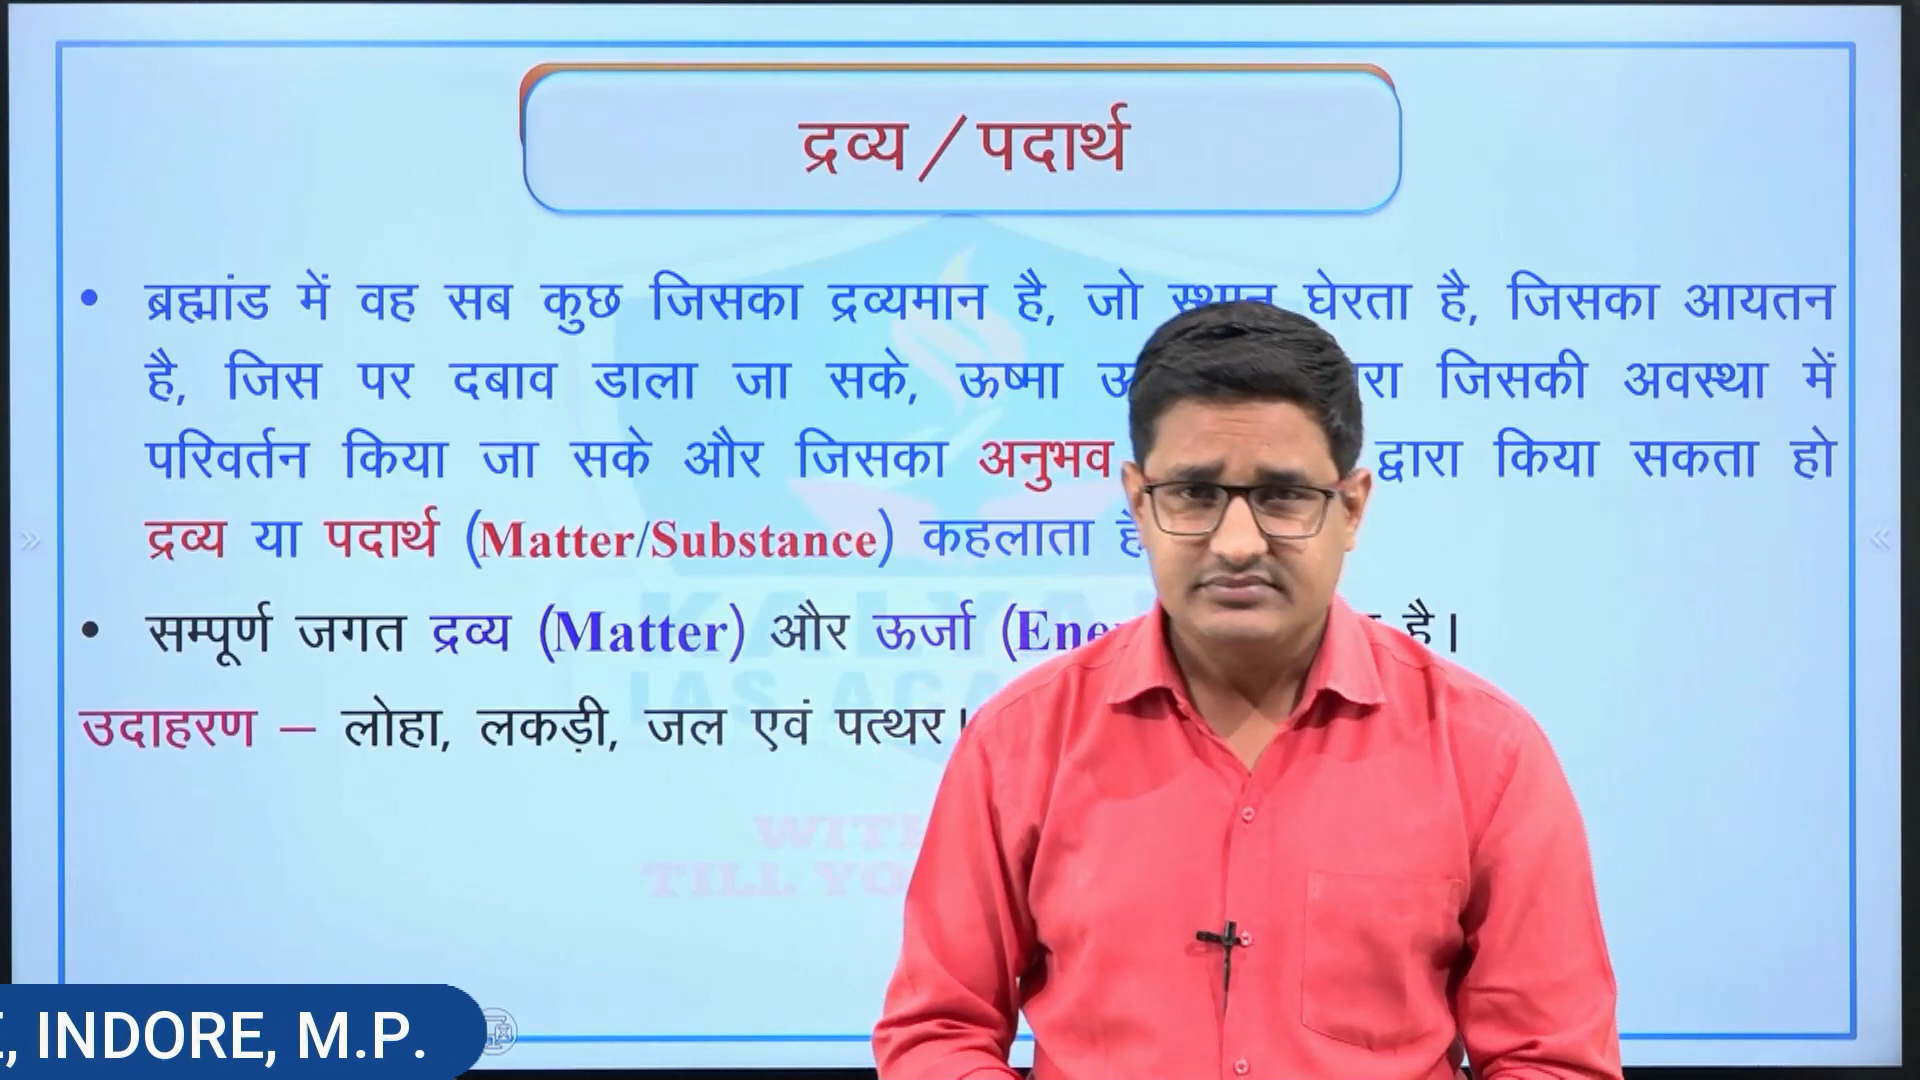 द्रव्य / पदार्थ
• ब्रह्मांड में वह सब कुछ जिसका द्रव्यमान है, जो स्थान घेरता है, जिसका आयतन
है, जिस पर दबाव डाला जा सके, ऊष्मा जिसकी अवस्था में
परिवर्तन किया जा सके और जिसका अनुभव द्वारा किया सकता हो
द्रव्य या पदार्थ (Matter/Substance) कहलाता
• सम्पूर्ण जगत द्रव्य (Matter) और ऊर्जा है।
उदाहरण – लोहा, लकड़ी, जल एवं पत्थर।
IAS
TILL
INDORE, M.P.